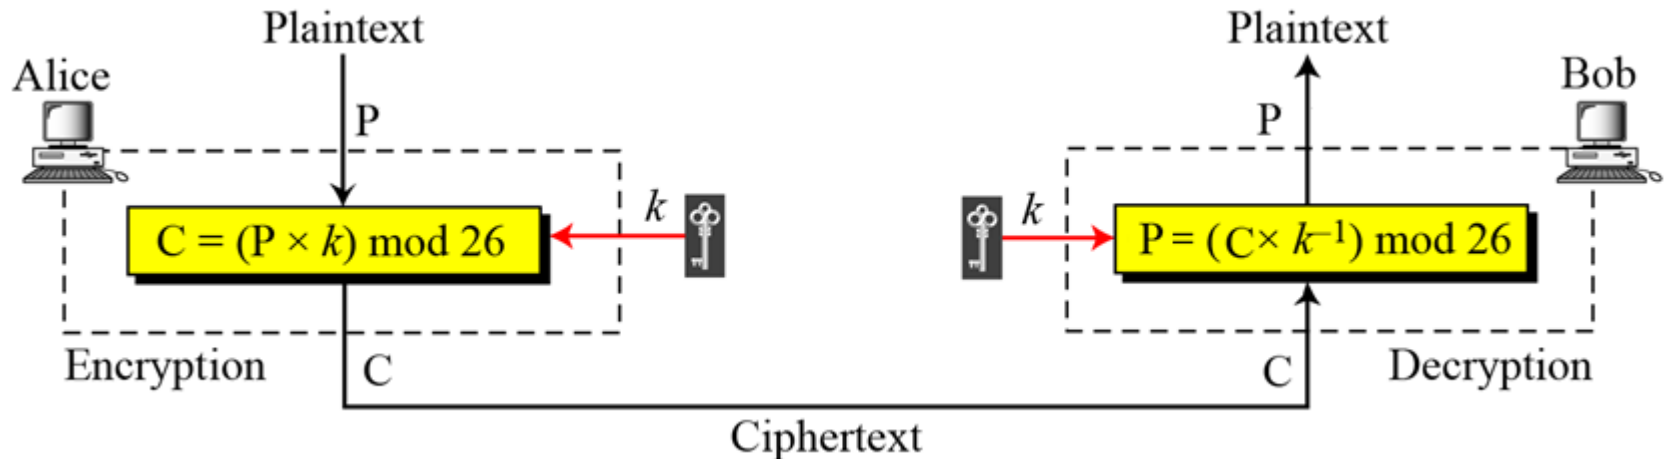 Plaintext
Plaintext
Alice
Bob
P
P
k
k
C = (P × k) mod 26
P = (C × k⁻¹) mod 26
Encryption
C
C
Decryption
Ciphertext